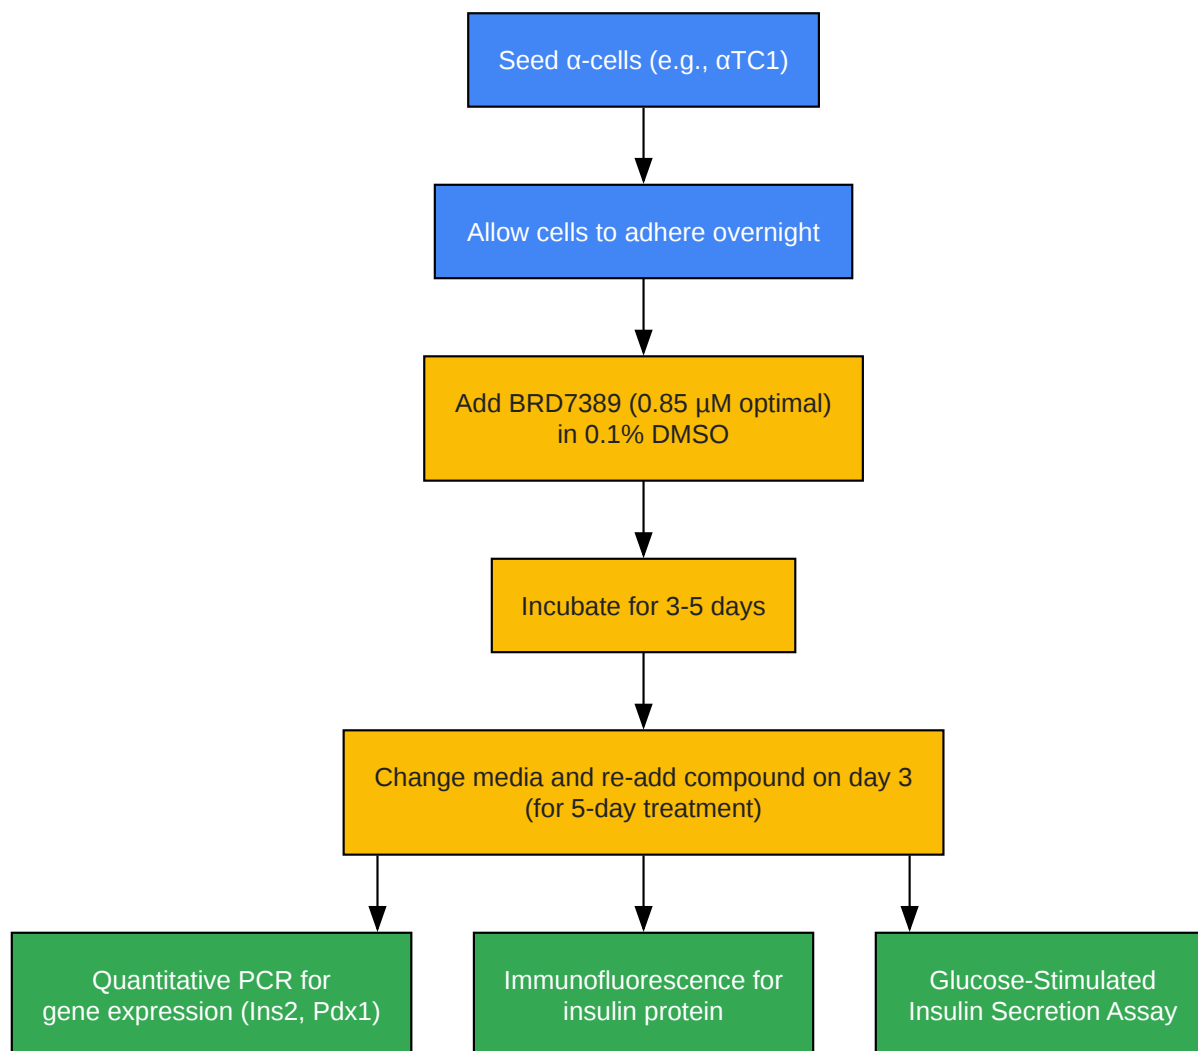 Seed α-cells (e.g., αTC1)
Allow cells to adhere overnight
Add BRD7389 (0.85 µM optimal)
in 0.1% DMSO
Incubate for 3-5 days
Change media and re-add compound on day 3
(for 5-day treatment)
Quantitative PCR for
gene expression (Ins2, Pdx1)
Immunofluorescence for
insulin protein
Glucose-Stimulated
Insulin Secretion Assay